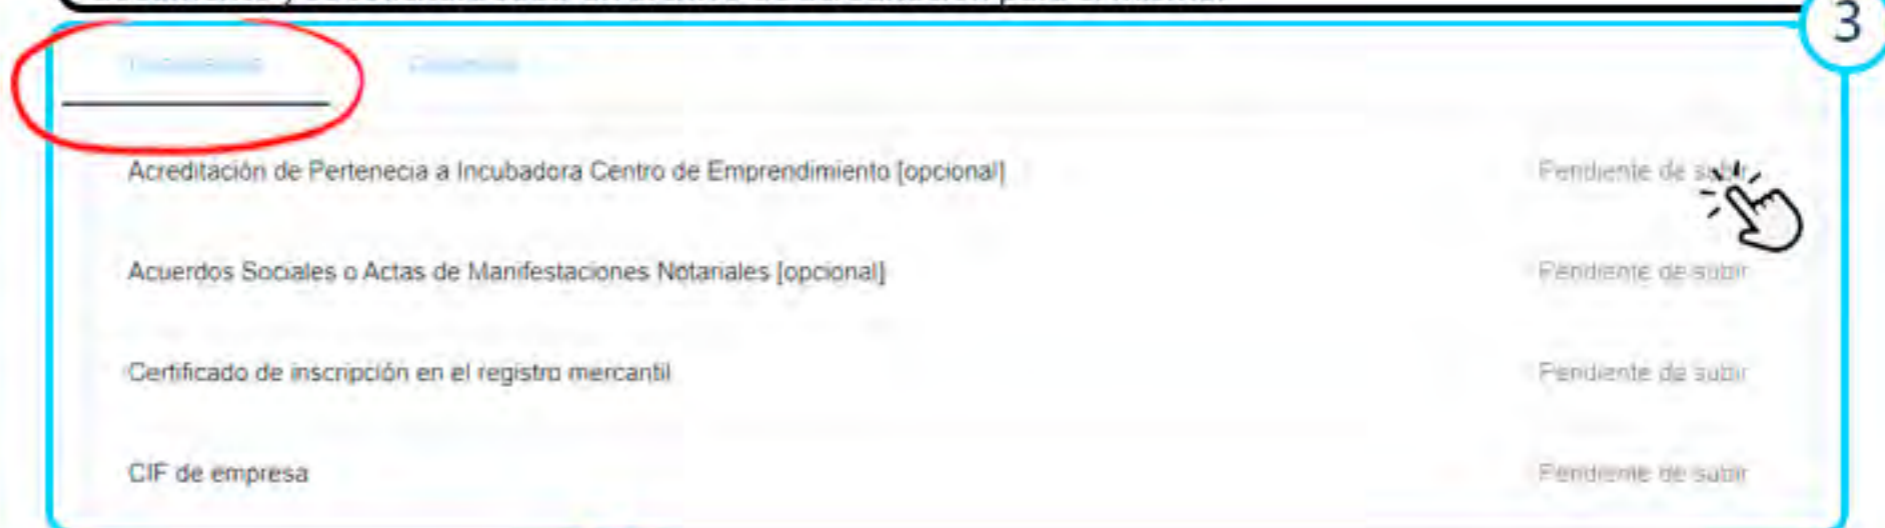 3
Acreditación de Pertenecia a Incubadora Centro de Emprendimiento [opcional] Pendiente de subir
Acuerdos Sociales o Actas de Manifestaciones Notariales [opcional] Pendiente de subir
Certificado de inscripción en el registro mercantil Pendiente de subir
CIF de empresa Pendiente de subir